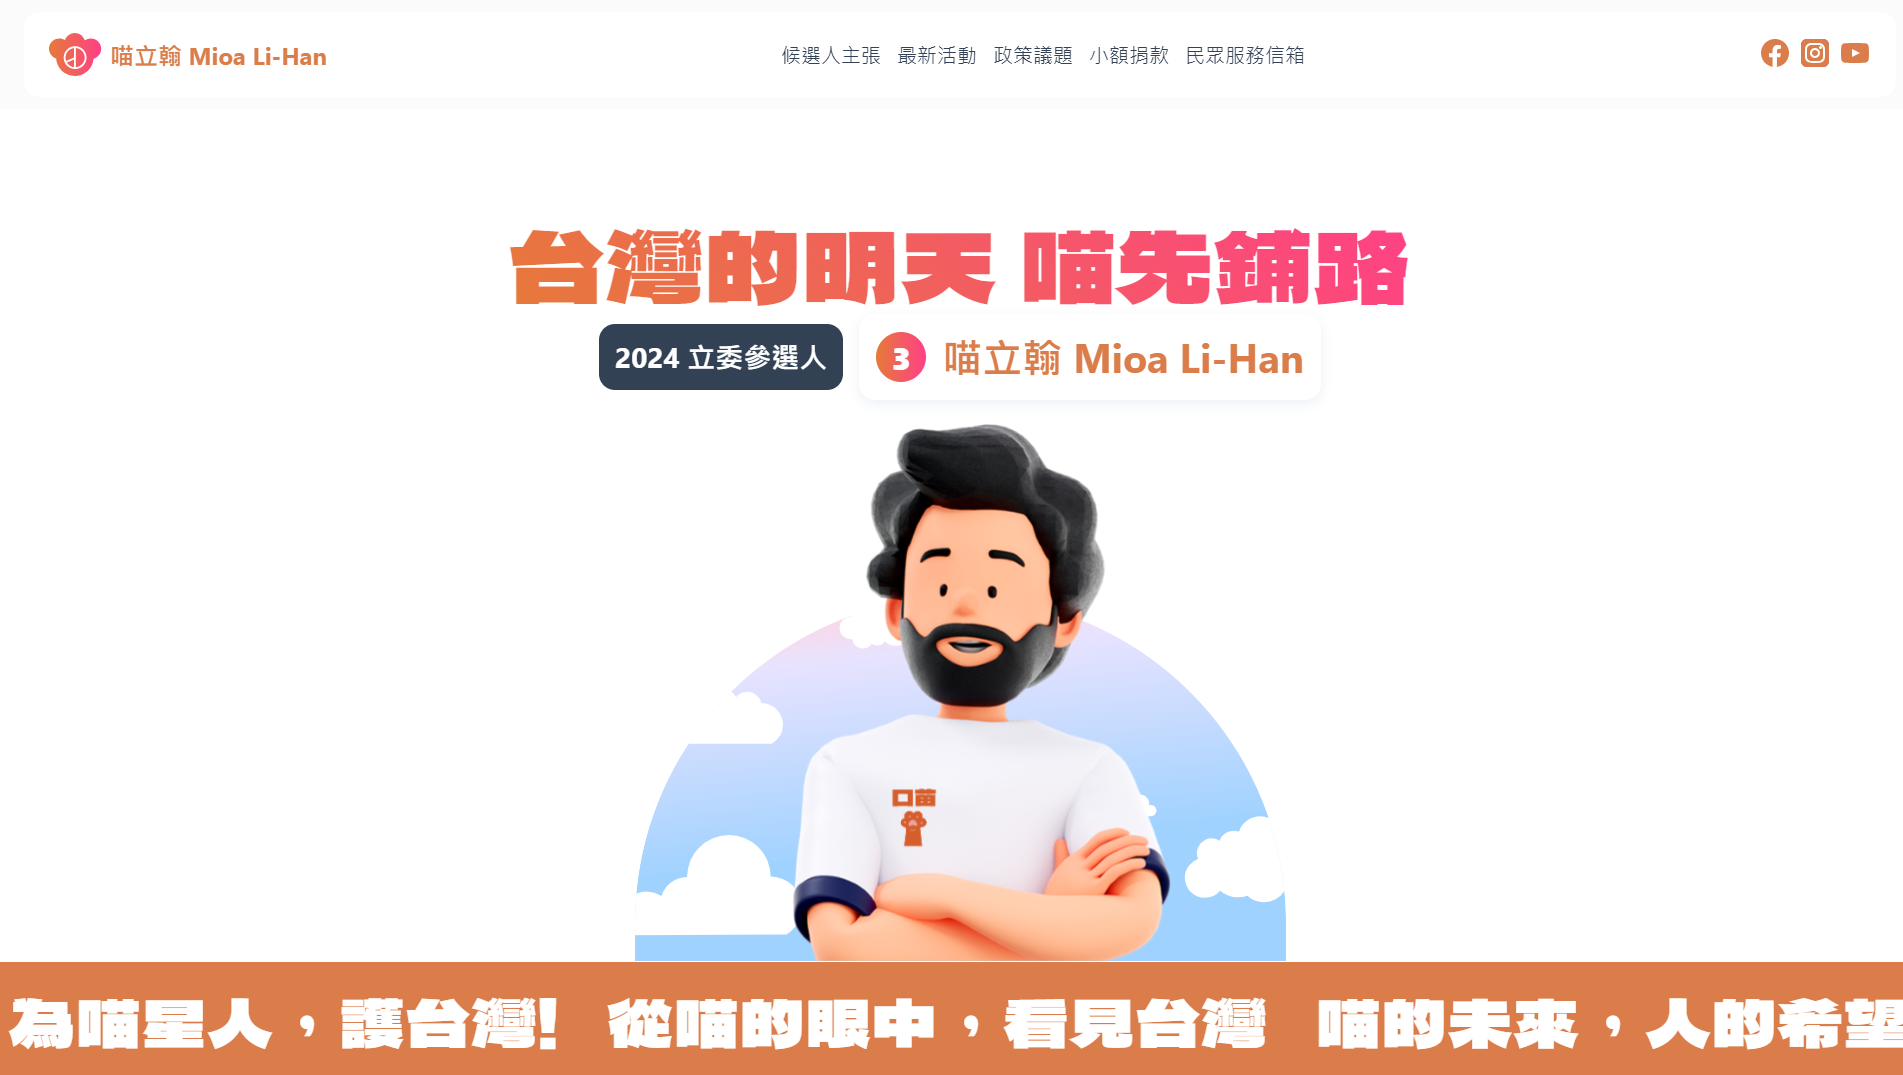 喵立翰 Mioa Li-Han
候選人主張 最新活動 政策議題 小額捐款 民眾服務信箱
台灣的明天 喵先鋪路
2024 立委參選人
3 喵立翰 Mioa Li-Han
喵
為喵星人，護台灣! 從喵的眼中，看見台灣 喵的未來，人的希望